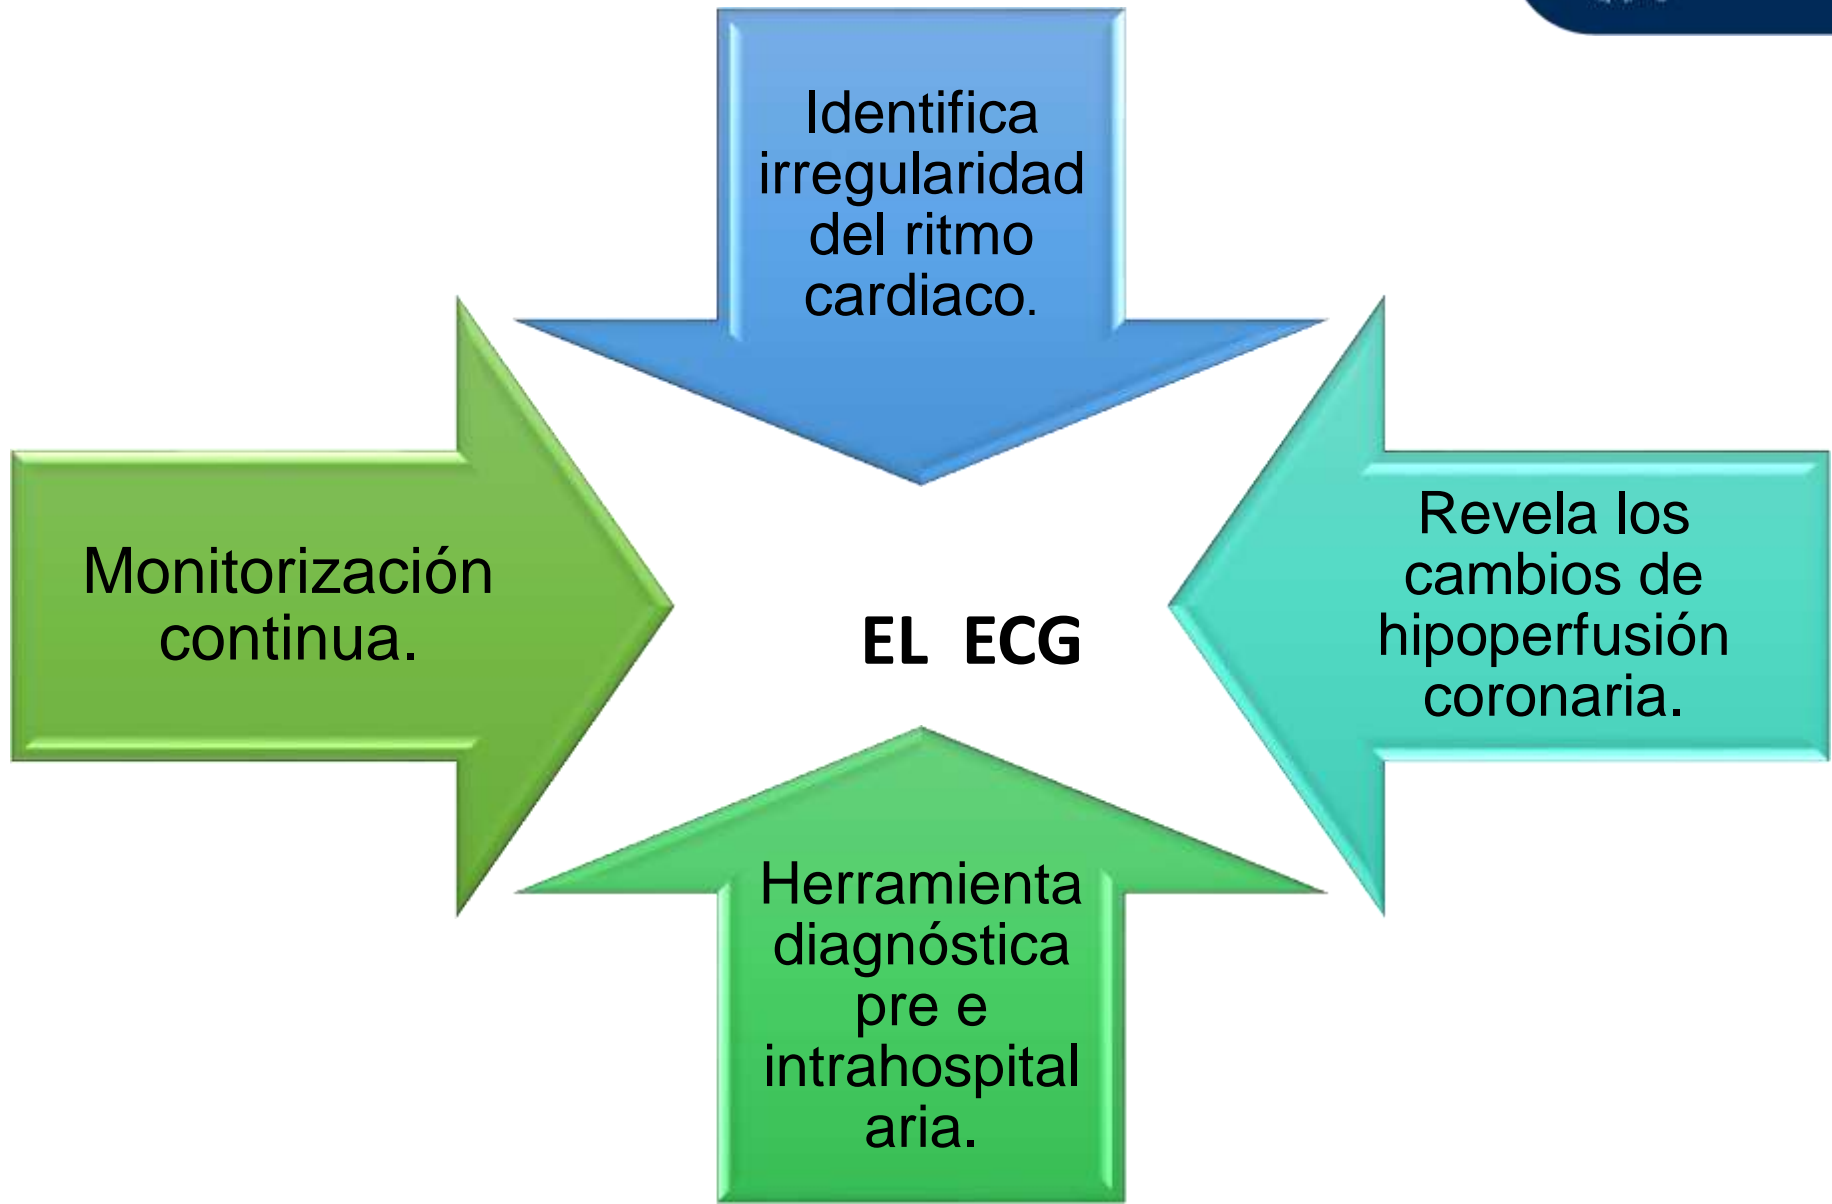 Identifica
irregularidad
del ritmo
cardiaco.
Monitorización
continua.
EL ECG
Revela los
cambios de
hipoperfusión
coronaria.
Herramienta
diagnóstica
pre e
intrahospital
aria.